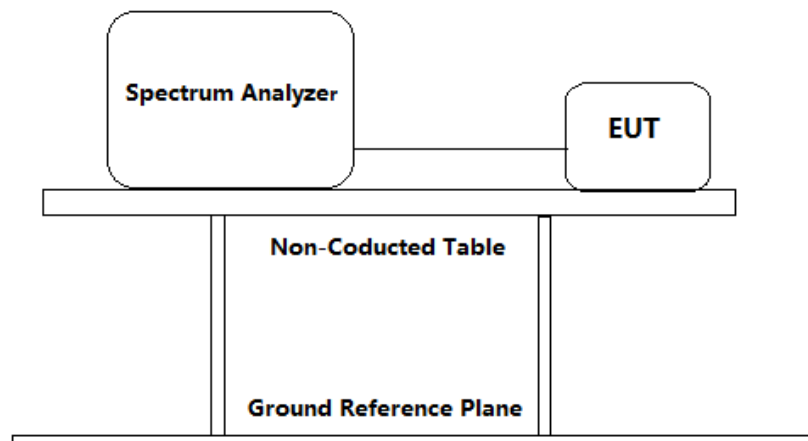 Spectrum Analyzer
EUT
Non-Coducted Table
Ground Reference Plane